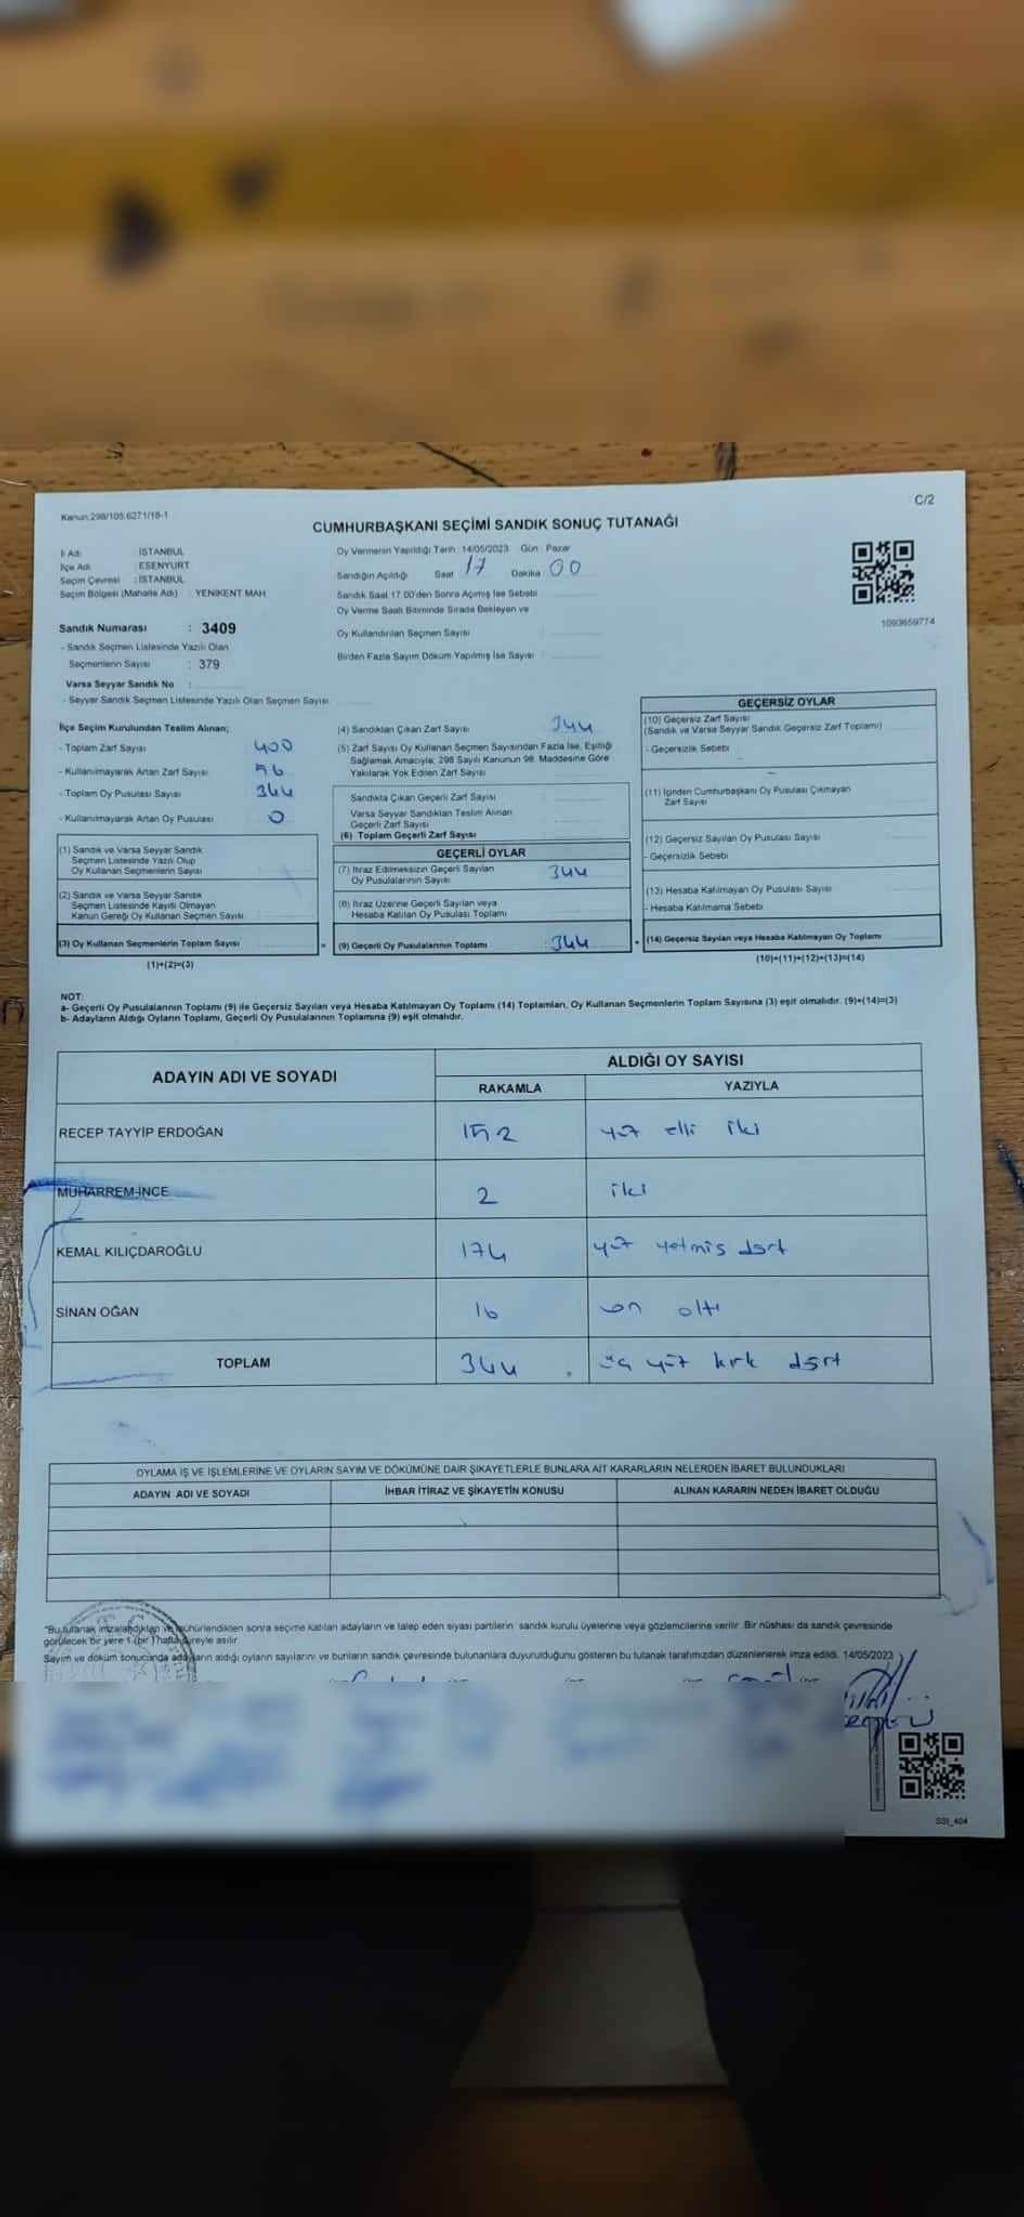 Kanun:298/105,6271/18-1
C/2
CUMHURBAŞKANI SEÇİMİ SANDIK SONUÇ TUTANAĞI
İl Adı : İSTANBUL
İlçe Adı : ESENYURT
Seçim Çevresi : İSTANBUL
Seçim Bölgesi (Mahalle Adı) : YENİKENT MAH.
Sandık Numarası : 3409
- Sandık Seçmen Listesinde Yazılı Olan
Seçmenlerin Sayısı : 379
Varsa Seyyar Sandık No :
- Seyyar Sandık Seçmen Listesinde Yazılı Olan Seçmen Sayısı
Oy Vermenin Yapıldığı Tarih : 14/05/2023 Gün : Pazar
Sandığın Açıldığı Saat 17 Dakika 00
Sandık Saat 17.00'den Sonra Açılmış İse Sebebi
Oy Verme Saati Bitiminde Sırada Bekleyen ve
Oy Kullandırılan Seçmen Sayısı
Birden Fazla Sayım Döküm Yapılmış İse Sayısı
1093659774
İlçe Seçim Kurulundan Teslim Alınan;
- Toplam Zarf Sayısı 400
- Kullanılmayarak Artan Zarf Sayısı 56
- Toplam Oy Pusulası Sayısı 344
- Kullanılmayarak Artan Oy Pusulası 0
(1) Sandık ve Varsa Seyyar Sandık
Seçmen Listesinde Yazılı Olup
Oy Kullanan Seçmenlerin Sayısı
(2) Sandık ve Varsa Seyyar Sandık
Seçmen Listesinde Kayıtlı Olmayan
Kanun Gereği Oy Kullanan Seçmen Sayısı
(3) Oy Kullanan Seçmenlerin Toplam Sayısı
(1)+(2)=(3)
(4) Sandıktan Çıkan Zarf Sayısı 344
(5) Zarf Sayısı Oy Kullanan Seçmen Sayısından Fazla İse, Eşitliği
Sağlamak Amacıyla; 298 Sayılı Kanunun 98. Maddesine Göre
Yakılarak Yok Edilen Zarf Sayısı
Sandıkta Çıkan Geçerli Zarf Sayısı
Varsa Seyyar Sandıktan Teslim Alınan
Geçerli Zarf Sayısı
(6) Toplam Geçerli Zarf Sayısı
GEÇERLİ OYLAR
(7) İtiraz Edilmeksizin Geçerli Sayılan
Oy Pusulalarının Sayısı 344
(8) İtiraz Üzerine Geçerli Sayılan veya
Hesaba Katılan Oy Pusulası Toplamı
(9) Geçerli Oy Pusulalarının Toplamı 344
GEÇERSİZ OYLAR
(10) Geçersiz Zarf Sayısı
(Sandık ve Varsa Seyyar Sandık Geçersiz Zarf Toplamı)
- Geçersizlik Sebebi
(11) İçinden Cumhurbaşkanı Oy Pusulası Çıkmayan
Zarf Sayısı
(12) Geçersiz Sayılan Oy Pusulası Sayısı
- Geçersizlik Sebebi
(13) Hesaba Katılmayan Oy Pusulası Sayısı
- Hesaba Katılmama Sebebi
(14) Geçersiz Sayılan veya Hesaba Katılmayan Oy Toplamı
(10)+(11)+(12)+(13)=(14)
NOT:
a- Geçerli Oy Pusulalarının Toplamı (9) ile Geçersiz Sayılan veya Hesaba Katılmayan Oy Toplamı (14) Toplamları, Oy Kullanan Seçmenlerin Toplam Sayısına (3) eşit olmalıdır. (9)+(14)=(3)
b- Adayların Aldığı Oyların Toplamı, Geçerli Oy Pusulalarının Toplamına (9) eşit olmalıdır.
ADAYIN ADI VE SOYADI
ALDIĞI OY SAYISI
RAKAMLA YAZIYLA
RECEP TAYYİP ERDOĞAN 152 yüz elli iki
MUHARREM İNCE 2 iki
KEMAL KILIÇDAROĞLU 174 yüz yetmiş dört
SİNAN OĞAN 16 on altı
TOPLAM 344 üç yüz kırk dört
OYLAMA İŞ VE İŞLEMLERİNE VE OYLARIN SAYIM VE DÖKÜMÜNE DAİR ŞİKAYETLERLE BUNLARA AİT KARARLARIN NELERDEN İBARET BULUNDUKLARI
ADAYIN ADI VE SOYADI İHBAR İTİRAZ VE ŞİKAYETİN KONUSU ALINAN KARARIN NEDEN İBARET OLDUĞU
"Bu tutanak imzalandıktan ve mühürlendikten sonra seçime katılan adayların ve talep eden siyasi partilerin sandık kurulu üyelerine veya gözlemcilerine verilir. Bir nüshası da sandık çevresinde
görülecek bir yere 1 (bir) hafta süreyle asılır.
Sayım ve döküm sonucunda adayların aldığı oyların sayılarını ve bunların sandık çevresinde bulunanlara duyurulduğunu gösteren bu tutanak tarafımızdan düzenlenerek imza edildi. 14/05/2023
SSI_404